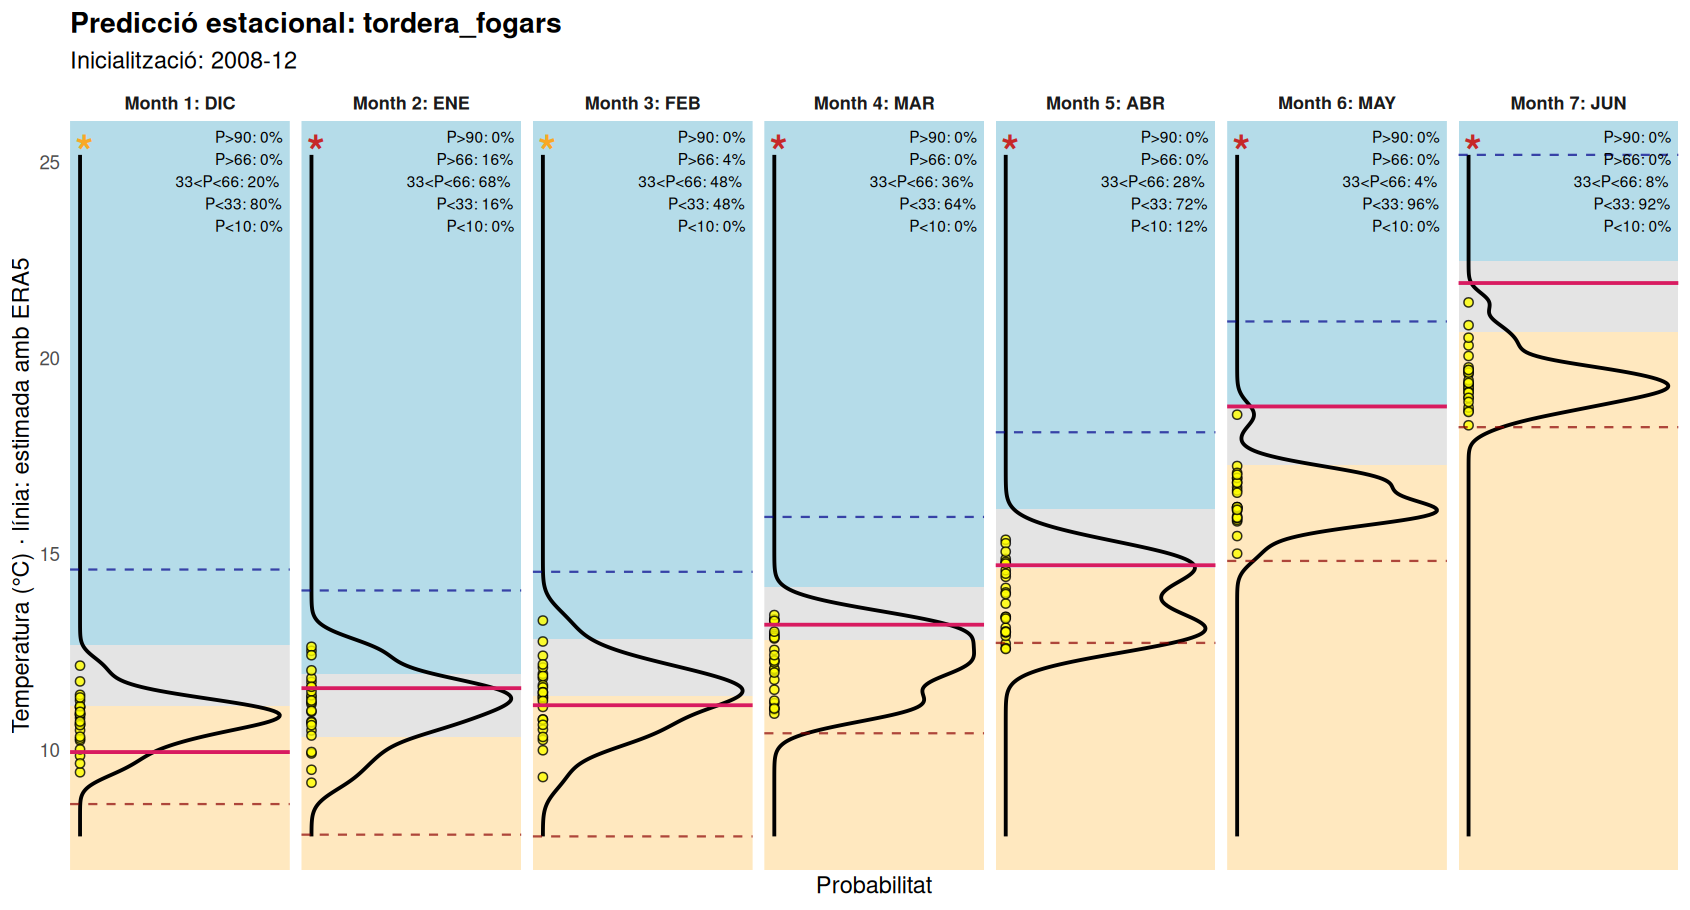 Predicció estacional: tordera_fogars
Inicialització: 2008-12
Month 1: DIC
Month 2: ENE
Month 3: FEB
Month 4: MAR
Month 5: ABR
Month 6: MAY
Month 7: JUN
*
P>90: 0%
P>66: 0%
33<P<66: 20%
P<33: 80%
P<10: 0%
*
P>90: 0%
P>66: 16%
33<P<66: 68%
P<33: 16%
P<10: 0%
*
P>90: 0%
P>66: 4%
33<P<66: 48%
P<33: 48%
P<10: 0%
*
P>90: 0%
P>66: 0%
33<P<66: 36%
P<33: 64%
P<10: 0%
*
P>90: 0%
P>66: 0%
33<P<66: 28%
P<33: 72%
P<10: 12%
*
P>90: 0%
P>66: 0%
33<P<66: 4%
P<33: 96%
P<10: 0%
*
P>90: 0%
P>66: 0%
33<P<66: 8%
P<33: 92%
P<10: 0%
25
20
15
10
Temperatura (°C) · línia: estimada amb ERA5
Probabilitat